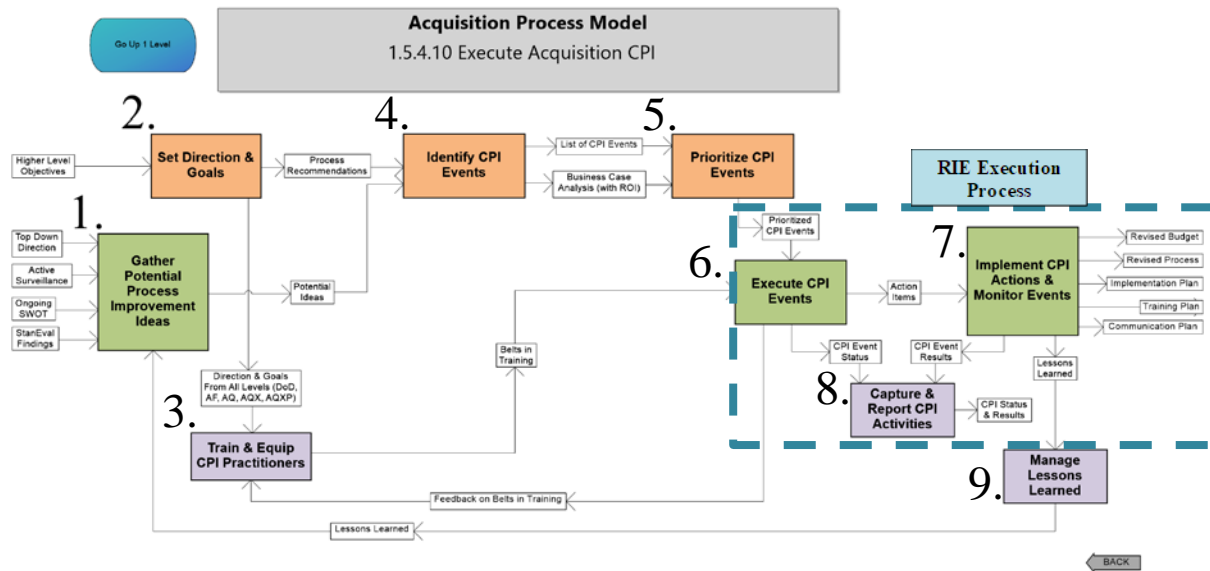 Go Up 1 Level
Acquisition Process Model
1.5.4.10 Execute Acquisition CPI
2.
4.
5.
Higher Level
Objectives
Set Direction &
Goals
Process
Recommendations
Identify CPI
Events
List of CPI Events
Business Case
Analysis (with ROI)
Prioritize CPI
Events
RIE Execution
Process
1.
Top Down
Direction
Active
Surveillance
Ongoing
SWOT
StanEval
Findings
Gather
Potential
Process
Improvement
Ideas
Potential
Ideas
Prioritized
CPI Events
6.
Execute CPI
Events
Action
Items
7.
Implement CPI
Actions &
Monitor Events
Revised Budget
Revised Process
Implementation Plan
Training Plan
Communication Plan
Belts in
Training
CPI Event
Status
CPI Event
Results
Lessons
Learned
Direction & Goals
From All Levels (DoD,
AF, AQ, AQX, AQXP)
8.
Capture &
Report CPI
Activities
CPI Status
& Results
3.
Train & Equip
CPI Practitioners
9.
Manage
Lessons
Learned
Feedback on Belts in Training
Lessons Learned
BACK